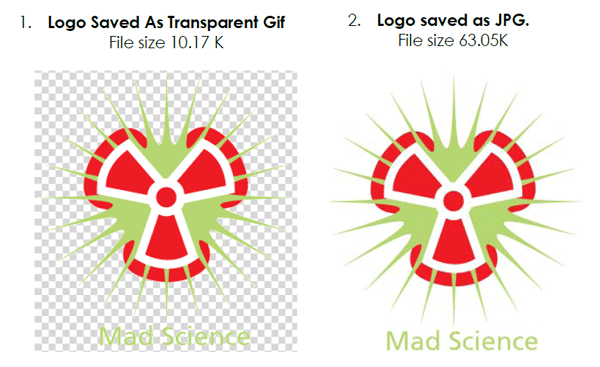 1. Logo Saved As Transparent Gif
File size 10.17 K
2. Logo saved as JPG.
File size 63.05K
Mad Science
Mad Science